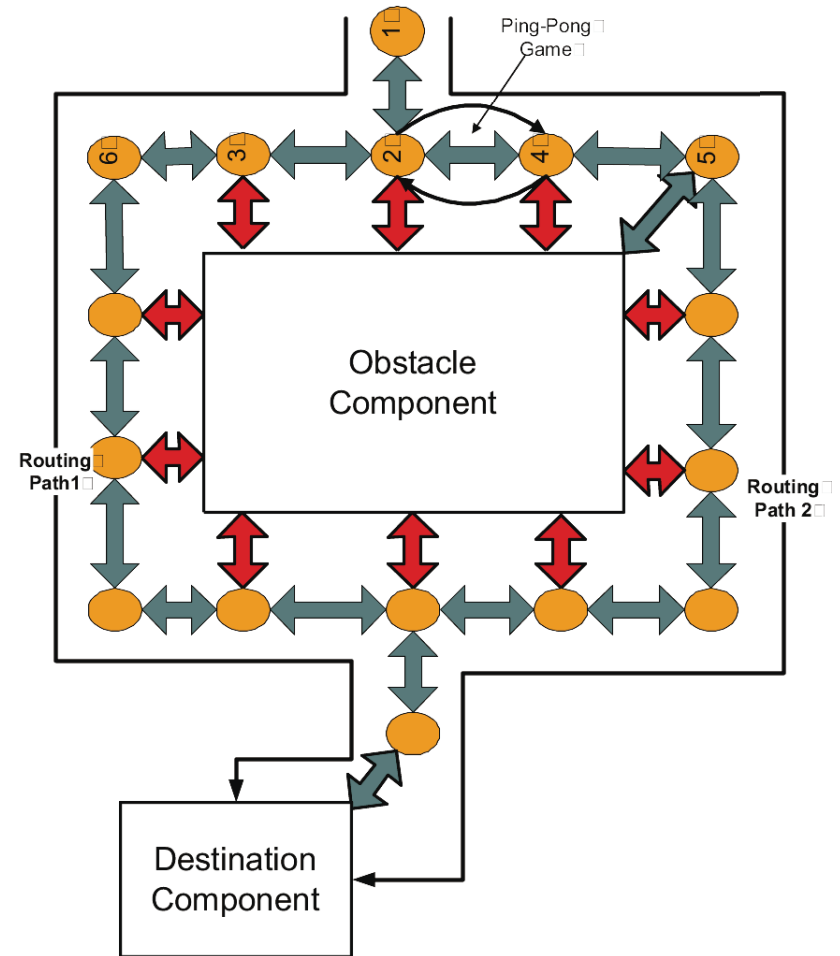 1
Ping-Pong
Game
6
3
2
4
5
Obstacle
Component
Routing
Path1
Routing
Path 2
Destination
Component